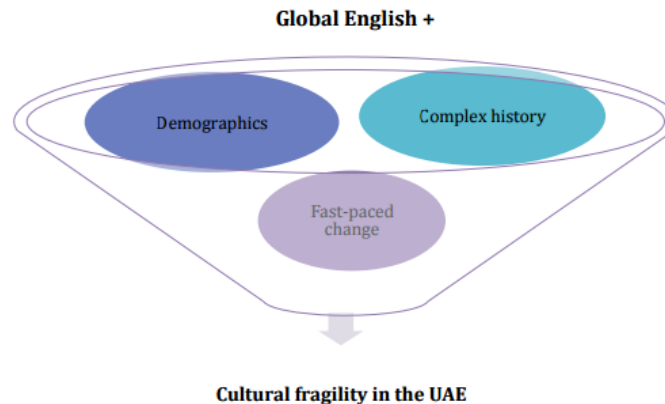 Global English +
Demographics
Complex history
Fast-paced
change
Cultural fragility in the UAE